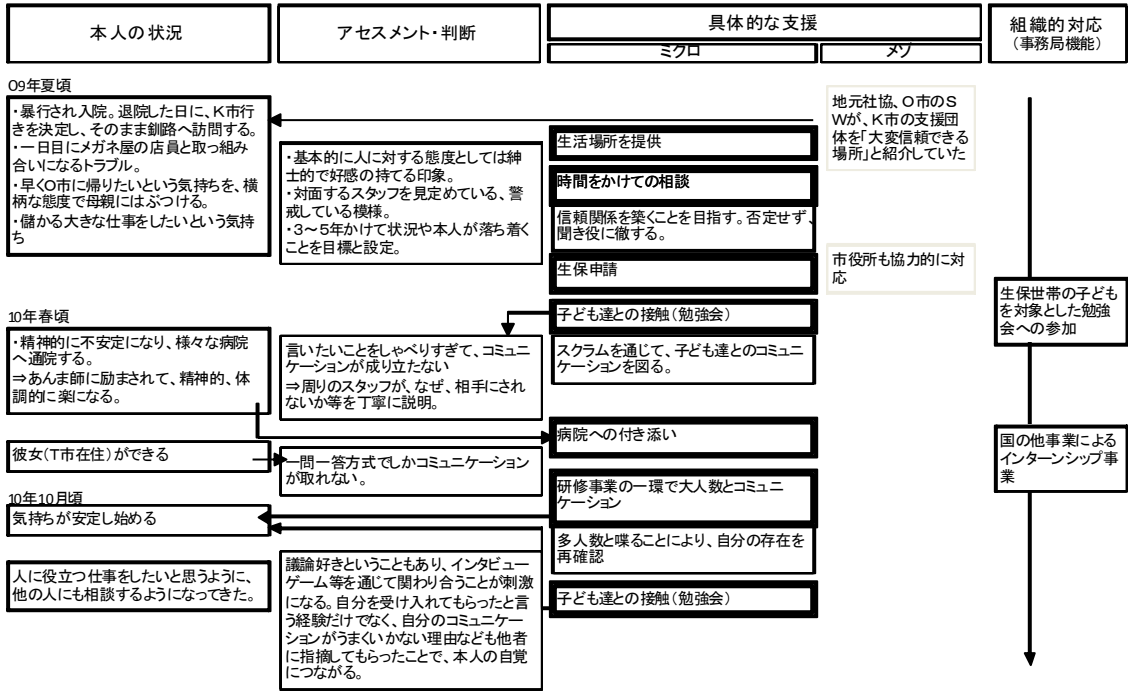 本人の状況
アセスメント・判断
具体的な支援
ミクロ
メゾ
組織的対応
（事務局機能）
09年夏頃
・暴行され入院。退院した日に、K市行
きを決定し、そのまま釧路へ訪問する。
・一日目にメガネ屋の店員と取っ組み
合いになるトラブル。
・早くO市に帰りたいという気持ちを、横
柄な態度で母親にはぶつける。
・儲かる大きな仕事をしたいという気持
ち
・基本的に人に対する態度としては紳
士的で好感の持てる印象。
・対面するスタッフを見定めている、警
戒している模様。
・3～5年かけて状況や本人が落ち着く
ことを目標と設定。
生活場所を提供
時間をかけての相談
信頼関係を築くことを目指す。否定せず、
聞き役に徹する。
生保申請
地元社協、O市のS
Wが、K市の支援団
体を「大変信頼できる
場所」と紹介していた
市役所も協力的に対
応
生保世帯の子ども
を対象とした勉強
会への参加
10年春頃
・精神的に不安定になり、様々な病院
へ通院する。
⇒あんま師に励まされて、精神的、体
調的に楽になる。
言いたいことをしゃべりすぎて、コミュニ
ケーションが成り立たない
⇒周りのスタッフが、なぜ、相手にされ
ないか等を丁寧に説明。
子ども達との接触（勉強会）
スクラムを通じて、子ども達とのコミュニ
ケーションを図る。
病院への付き添い
国の他事業による
インターンシップ事
業
彼女（T市在住）ができる
一問一答方式でしかコミュニケーション
が取れない。
研修事業の一環で大人数とコミュニ
ケーション
多人数と喋ることにより、自分の存在を
再確認
10年10月頃
気持ちが安定し始める
人に役立つ仕事をしたいと思うように、
他の人にも相談するようになってきた。
議論好きということもあり、インタビュー
ゲーム等を通じて関わり合うことが刺激
になる。自分を受け入れてもらったと言
う経験だけでなく、自分のコミュニケー
ションがうまくいかない理由なども他者
に指摘してもらったことで、本人の自覚
につながる。
子ども達との接触（勉強会）